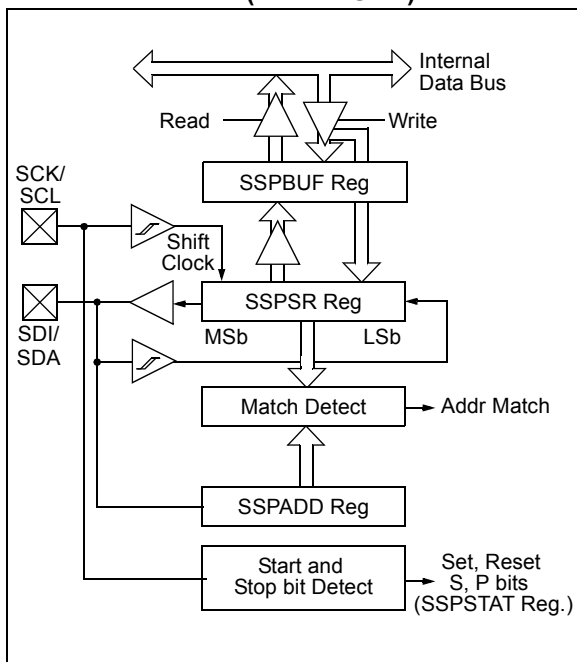 Internal
Data Bus
Read
Write
SCK/
SCL
SSPBUF Reg
Shift
Clock
SDI/
SDA
SSPSR Reg
MSb
LSb
Match Detect
Addr Match
SSPADD Reg
Start and
Stop bit Detect
Set, Reset
S, P bits
(SSPSTAT Reg.)